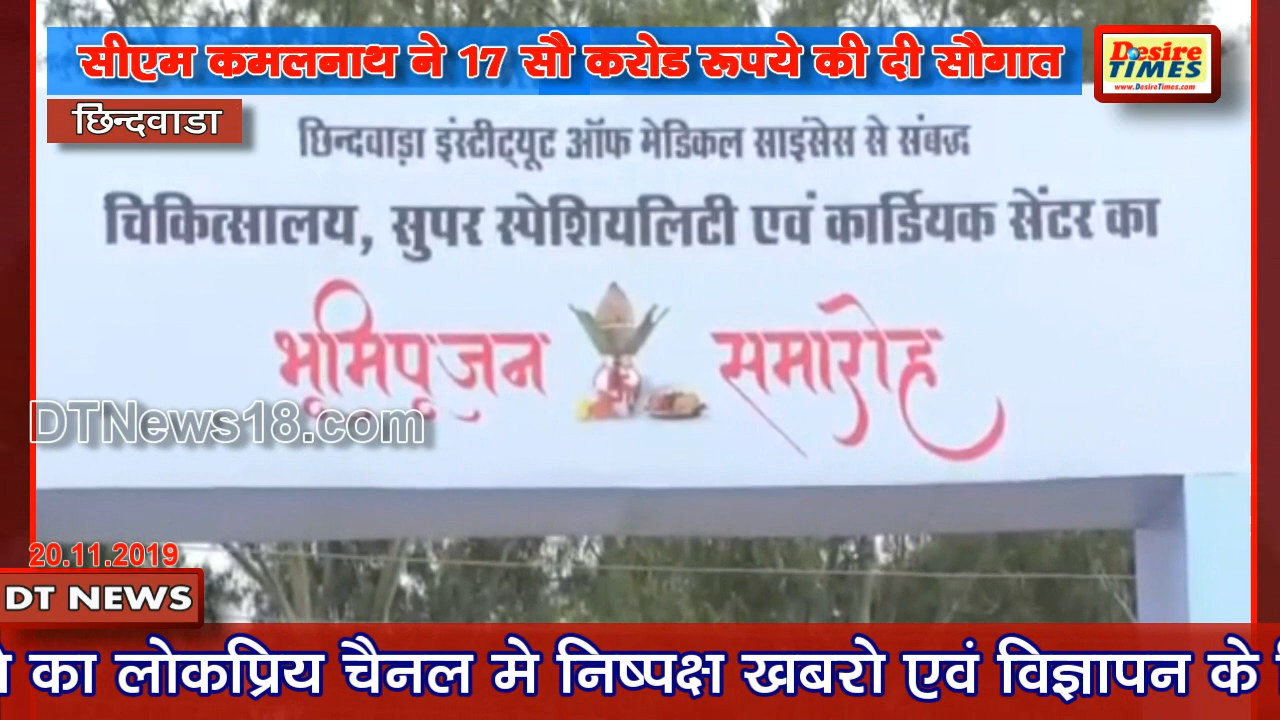 सीएम कमलनाथ ने 17 सौ करोड रूपये की दी सौगात
Desire
TIMES
www.DesireTimes.com
छिन्दवाडा
छिन्दवाड़ा इंस्टीट्यूट ऑफ मेडिकल साइंसेस से संबद्ध
चिकित्सालय, सुपर स्पेशियलिटी एवं कार्डियक सेंटर का
भूमिपुजन समारोह
DTNews18.com
20.11.2019
DT NEWS
का लोकप्रिय चैनल मे निष्पक्ष खबरो एवं विज्ञापन के